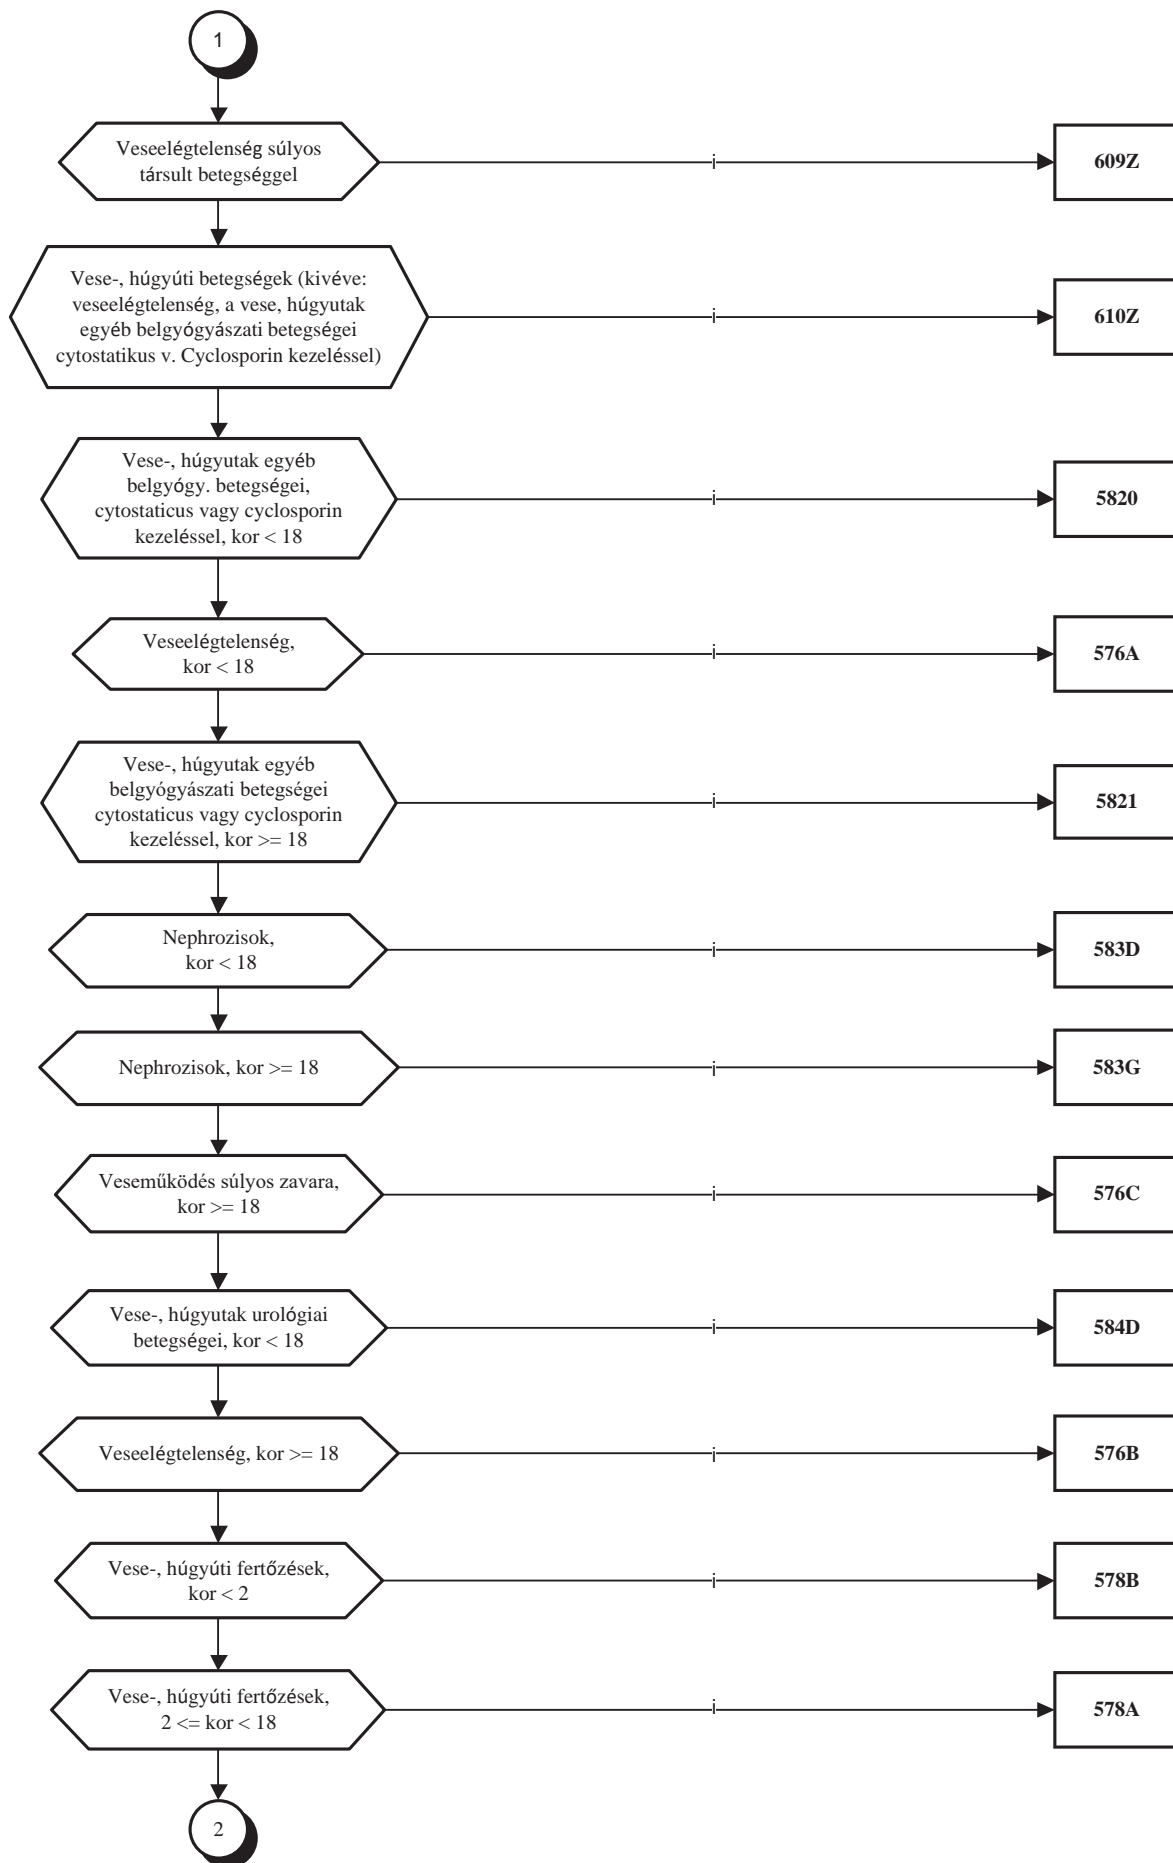 1
Veseelégtelenség súlyos
társult betegséggel
i
609Z
Vese-, húgyúti betegségek (kivéve:
veseelégtelenség, a vese, húgyutak
egyéb belgyógyászati betegségei
cytostatikus v. Cyclosporin kezeléssel)
i
610Z
Vese-, húgyutak egyéb
belgyógy. betegségei,
cytostaticus vagy cyclosporin
kezeléssel, kor < 18
i
5820
Veseelégtelenség,
kor < 18
i
576A
Vese-, húgyutak egyéb
belgyógyászati betegségei
cytostaticus vagy cyclosporin
kezeléssel, kor >= 18
i
5821
Nephrozisok,
kor < 18
i
583D
Nephrozisok, kor >= 18
i
583G
Veseműködés súlyos zavara,
kor >= 18
i
576C
Vese-, húgyutak urológiai
betegségei, kor < 18
i
584D
Veseelégtelenség, kor >= 18
i
576B
Vese-, húgyúti fertőzések,
kor < 2
i
578B
Vese-, húgyúti fertőzések,
2 <= kor < 18
i
578A
2